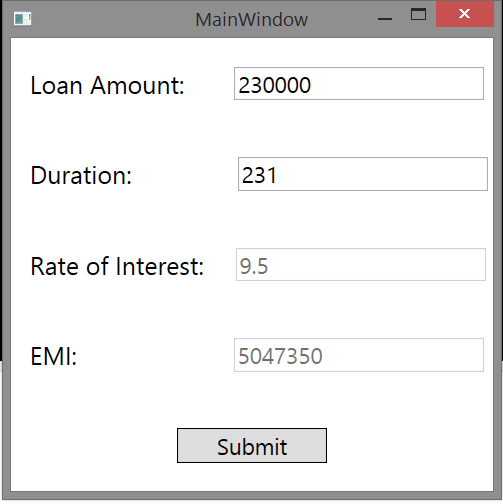 MainWindow
Loan Amount: 230000
Duration: 231
Rate of Interest: 9.5
EMI: 5047350
Submit